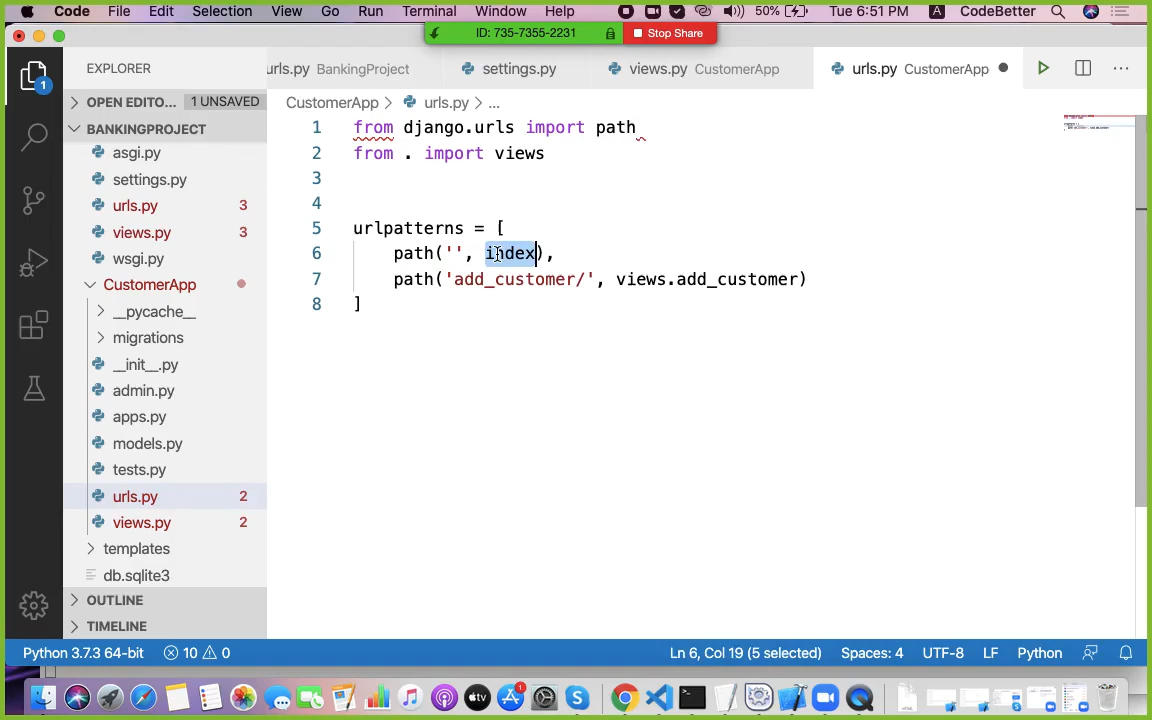 Code File Edit Selection View Go Run Terminal Window Help 50% Tue 6:51 PM A CodeBetter
ID: 735-7355-2231 Stop Share
EXPLORER
urls.py BankingProject settings.py views.py CustomerApp urls.py CustomerApp
OPEN EDITO... 1 UNSAVED
CustomerApp > urls.py > ...
BANKINGPROJECT
asgi.py
settings.py
urls.py 3
views.py 3
wsgi.py
CustomerApp
__pycache__
migrations
__init__.py
admin.py
apps.py
models.py
tests.py
urls.py 2
views.py 2
templates
db.sqlite3
OUTLINE
TIMELINE
1
1 from django.urls import path
2 from . import views
3
4
5 urlpatterns = [
6 path('', index),
7 path('add_customer/', views.add_customer)
8 ]
Python 3.7.3 64-bit 10 0 Ln 6, Col 19 (5 selected) Spaces: 4 UTF-8 LF Python
tv
1